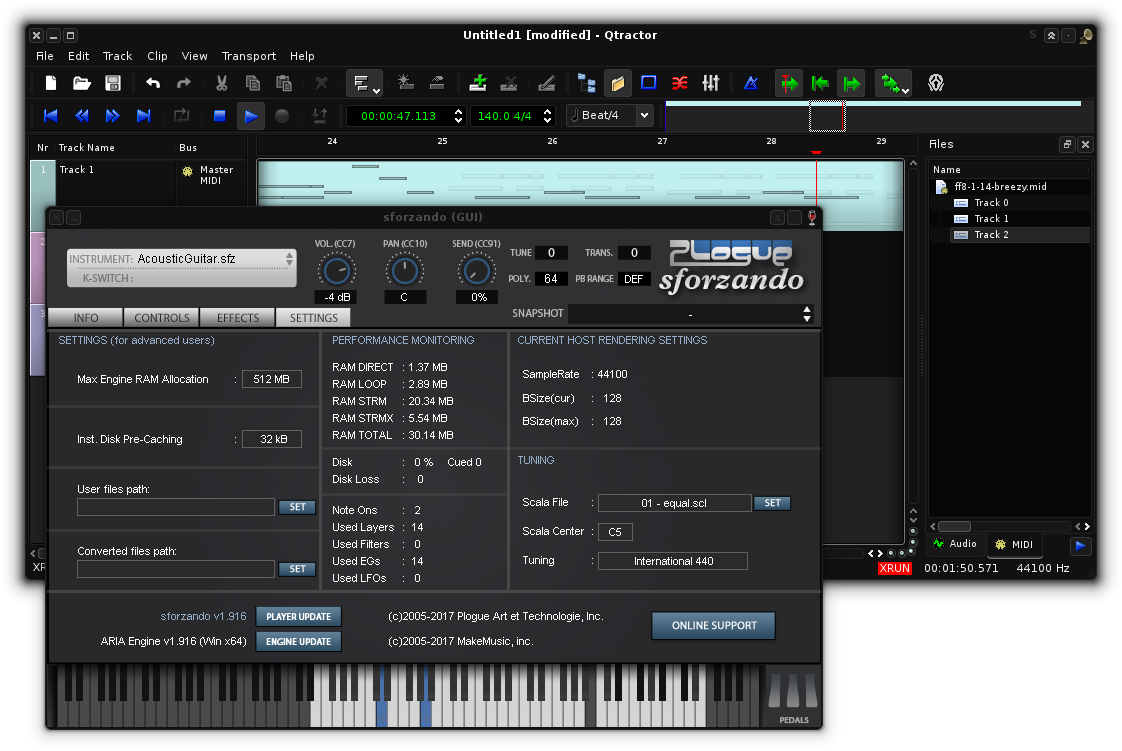 Untitled1 [modified] - Qtractor
File Edit Track Clip View Transport Help
00:00:47.113 140.0 4/4 Beat/4
Nr Track Name Bus
24 25 26 27 28 29
1 Track 1 Master
MIDI
2
3
Files
Name
ff8-1-14-breezy.mid
Track 0
Track 1
Track 2
Audio MIDI
XRUN 00:01:50.571 44100 Hz
sforzando (GUI)
INSTRUMENT: AcousticGuitar.sfz
K-SWITCH :
VOL. (CC7) PAN (CC10) SEND (CC91)
-4 dB C 0%
TUNE 0 TRANS. 0
POLY. 64 PB RANGE DEF
Plogue
sforzando
SNAPSHOT -
INFO CONTROLS EFFECTS SETTINGS
SETTINGS (for advanced users)
Max Engine RAM Allocation : 512 MB
Inst. Disk Pre-Caching : 32 kB
User files path:
SET
Converted files path:
SET
PERFORMANCE MONITORING
RAM DIRECT : 1.37 MB
RAM LOOP : 2.89 MB
RAM STRM : 20.34 MB
RAM STRMX : 5.54 MB
RAM TOTAL : 30.14 MB
Disk : 0 % Cued 0
Disk Loss : 0
Note Ons : 2
Used Layers : 14
Used Filters : 0
Used EGs : 14
Used LFOs : 0
CURRENT HOST RENDERING SETTINGS
SampleRate : 44100
BSize(cur) : 128
BSize(max) : 128
TUNING
Scala File : 01 - equal.scl SET
Scala Center : C5
Tuning : International 440
sforzando v1.916 PLAYER UPDATE (c)2005-2017 Plogue Art et Technologie, Inc.
ARIA Engine v1.916 (Win x64) ENGINE UPDATE (c)2005-2017 MakeMusic, inc.
ONLINE SUPPORT
PEDALS